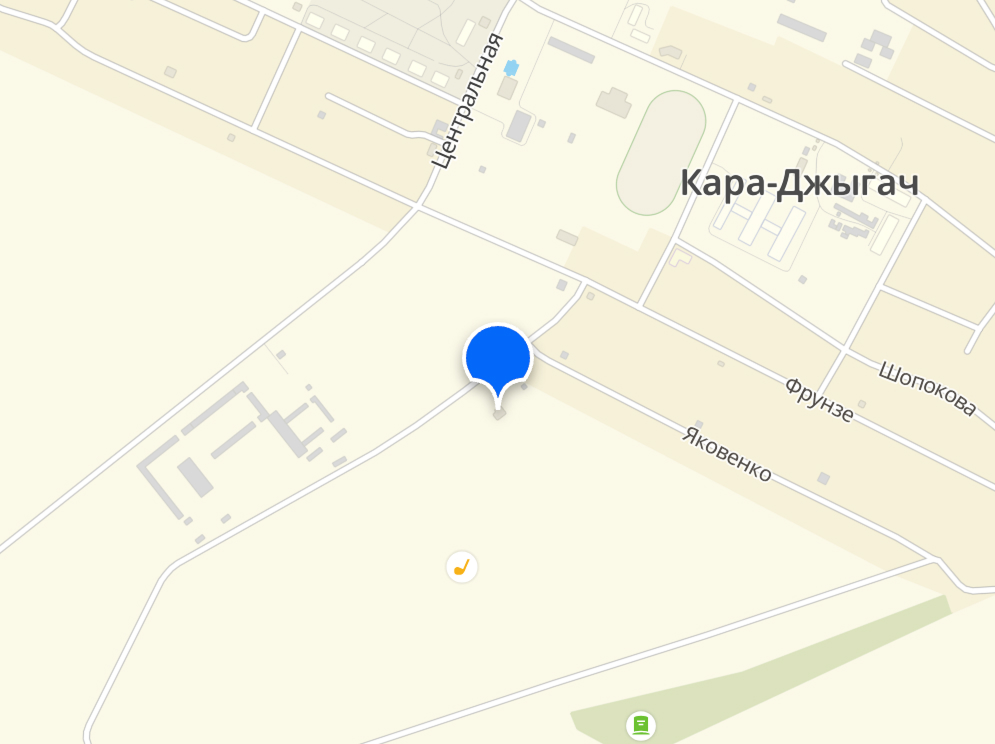 Центральная
Кара-Джыгач
Шопокова
Фрунзе
Яковенко